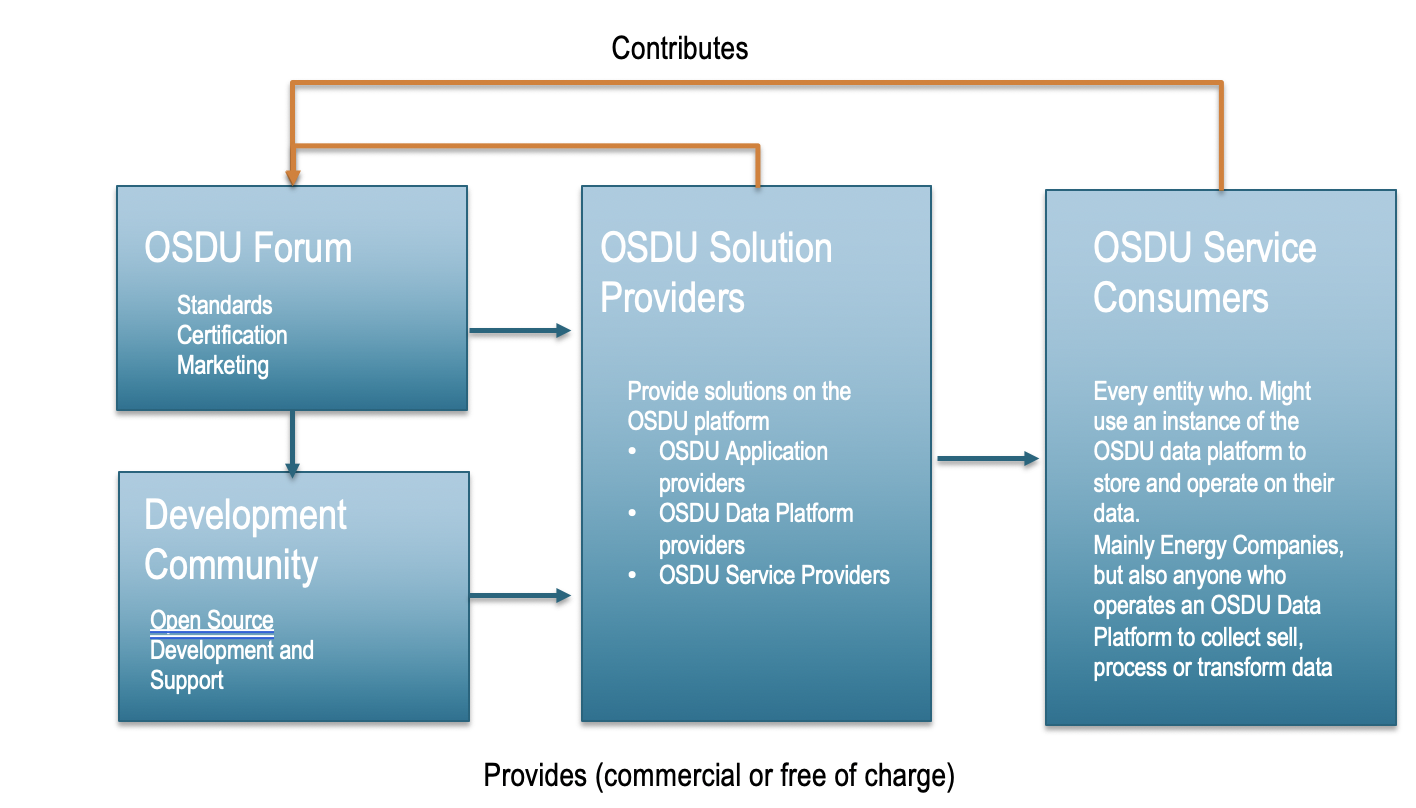 Contributes
OSDU Forum
Standards
Certification
Marketing
Development
Community
Open Source
Development and
Support
OSDU Solution
Providers
Provide solutions on the
OSDU platform
• OSDU Application
providers
• OSDU Data Platform
providers
• OSDU Service Providers
OSDU Service
Consumers
Every entity who. Might
use an instance of the
OSDU data platform to
store and operate on their
data.
Mainly Energy Companies,
but also anyone who
operates an OSDU Data
Platform to collect sell,
process or transform data
Provides (commercial or free of charge)